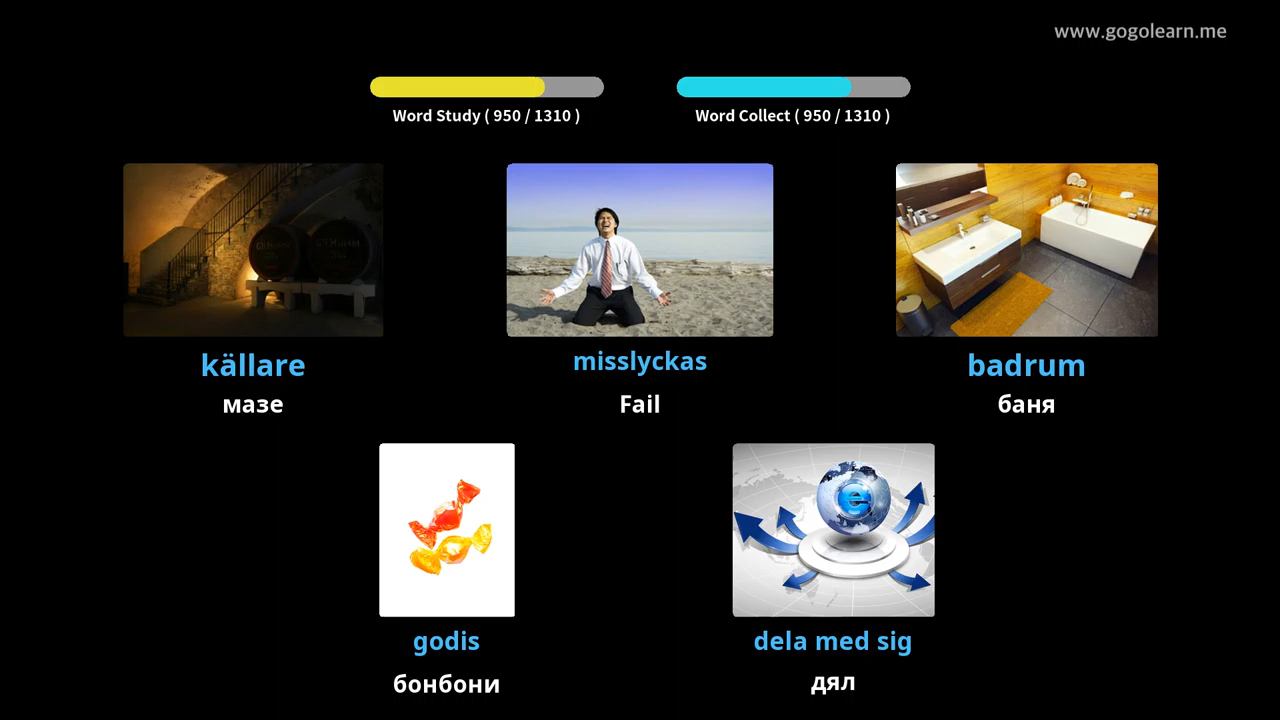 www.gogolearn.me
Word Study ( 950 / 1310 )
Word Collect ( 950 / 1310 )
källare
misslyckas
badrum
мазе
Fail
баня
godis
dela med sig
бонбони
дял